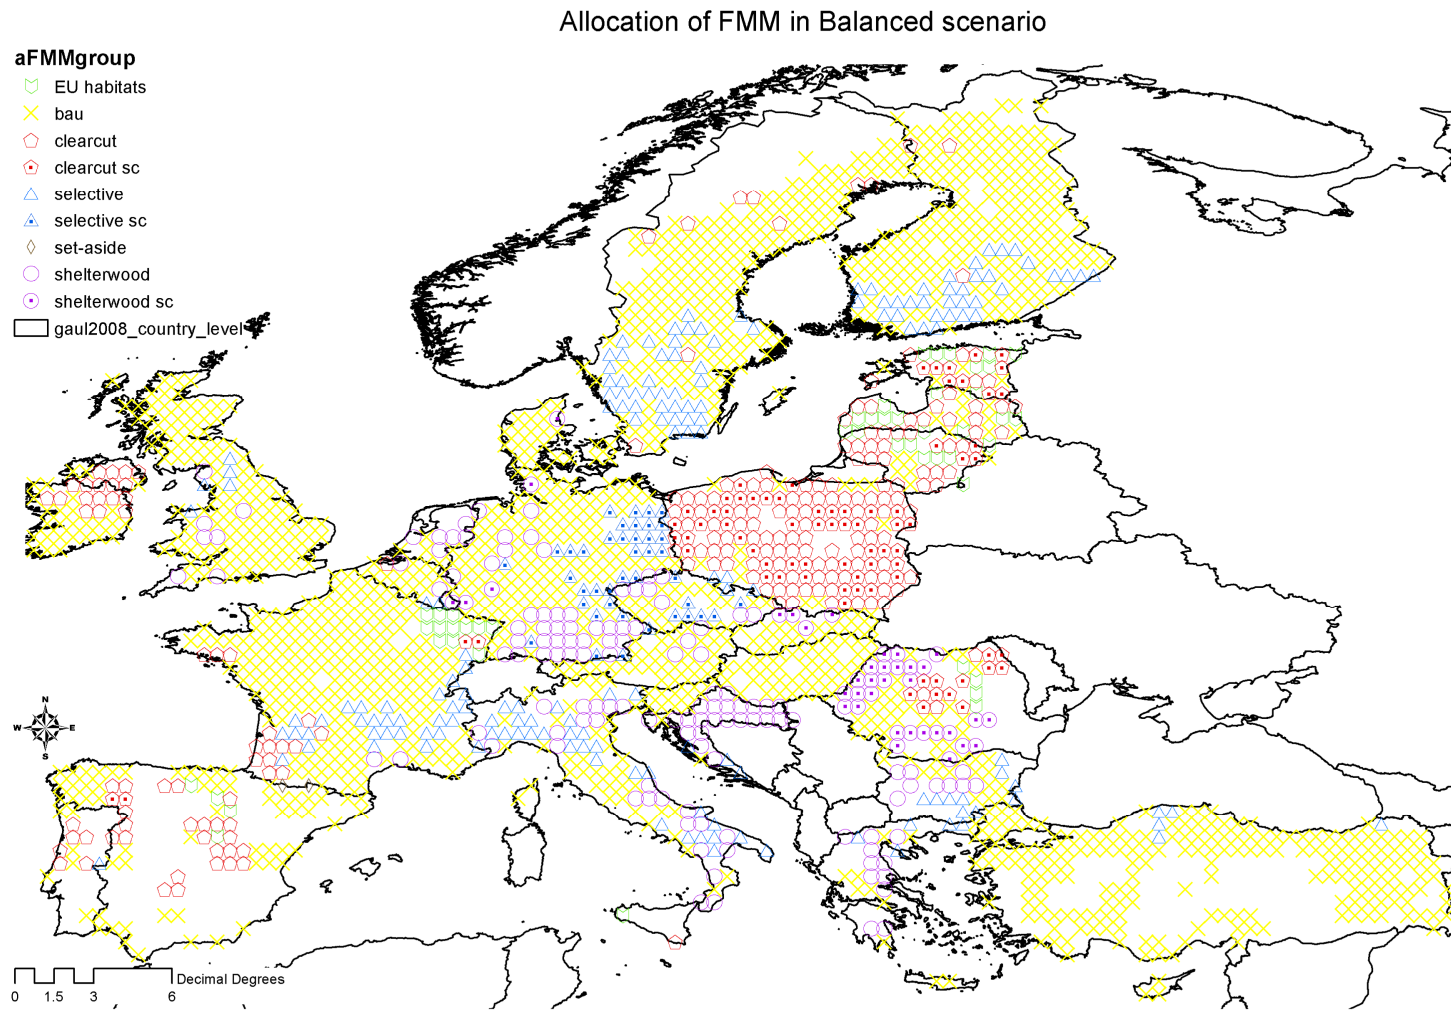 Allocation of FMM in Balanced scenario
aFMMgroup
EU habitats
bau
clearcut
clearcut sc
selective
selective sc
set-aside
shelterwood
shelterwood sc
gaul2008_country_level
N
W E
S
Decimal Degrees
0 1.5 3 6